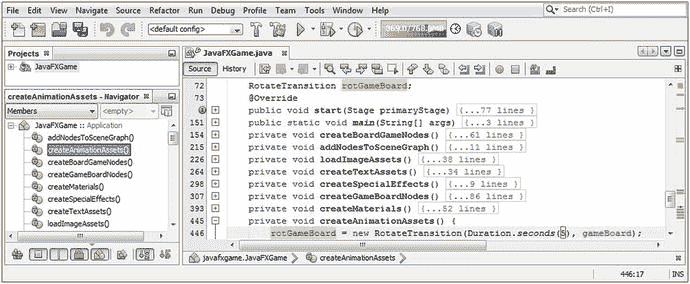 File Edit View Navigate Source Refactor Run Debug Profile Team Tools Window Help
Search (Ctrl+I)
<default config>
Projects
JavaFXGame
createAnimationAssets() - Navigator
Members
<empty>
JavaFXGame :: Application
addNodesToSceneGraph()
createAnimationAssets()
createBoardGameNodes()
createGameBoardNodes()
createMaterials()
createSpecialEffects()
createTextAssets()
loadImageAssets()
JavaFXGame.java
Source History
72 RotateTransition rotGameBoard;
73 @Override
public void start(Stage primaryStage) {...77 lines }
151 public static void main(String[] args) {...3 lines }
154 private void createBoardGameNodes() {...61 lines }
215 private void addNodesToSceneGraph() {...11 lines }
226 private void loadImageAssets() {...38 lines }
264 private void createTextAssets() {...34 lines }
298 private void createSpecialEffects() {...9 lines }
307 private void createGameBoardNodes() {...86 lines }
393 private void createMaterials() {...52 lines }
445 private void createAnimationAssets() {
446 rotGameBoard = new RotateTransition(Duration.seconds(5), gameBoard);
javafxgame.JavaFXGame
createAnimationAssets
446:17
INS